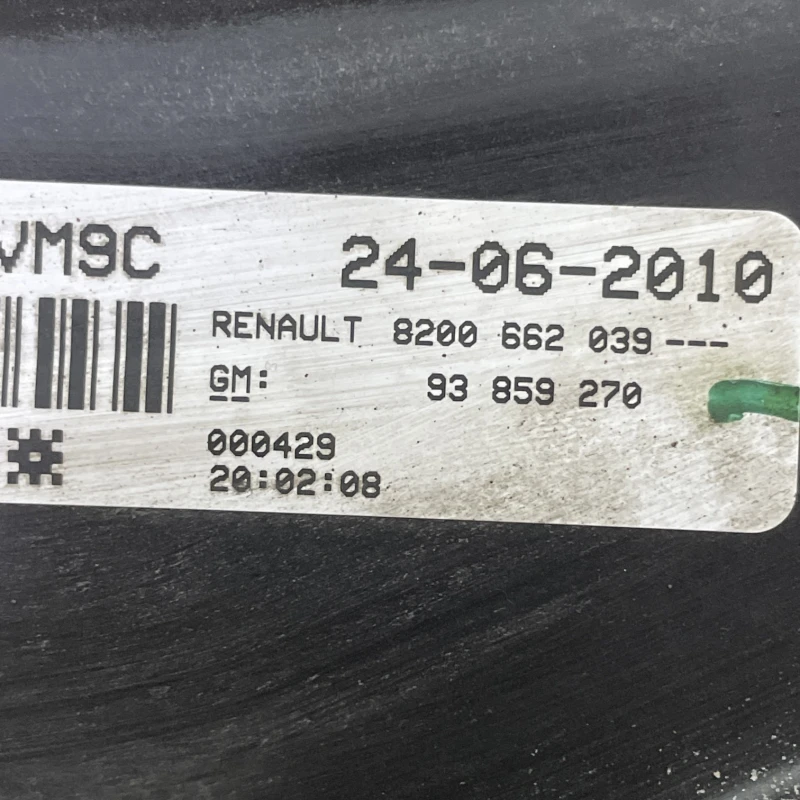 VM9C 24-06-2010
RENAULT 8200 662 039---
GM: 93 859 270
000429
20:02:08